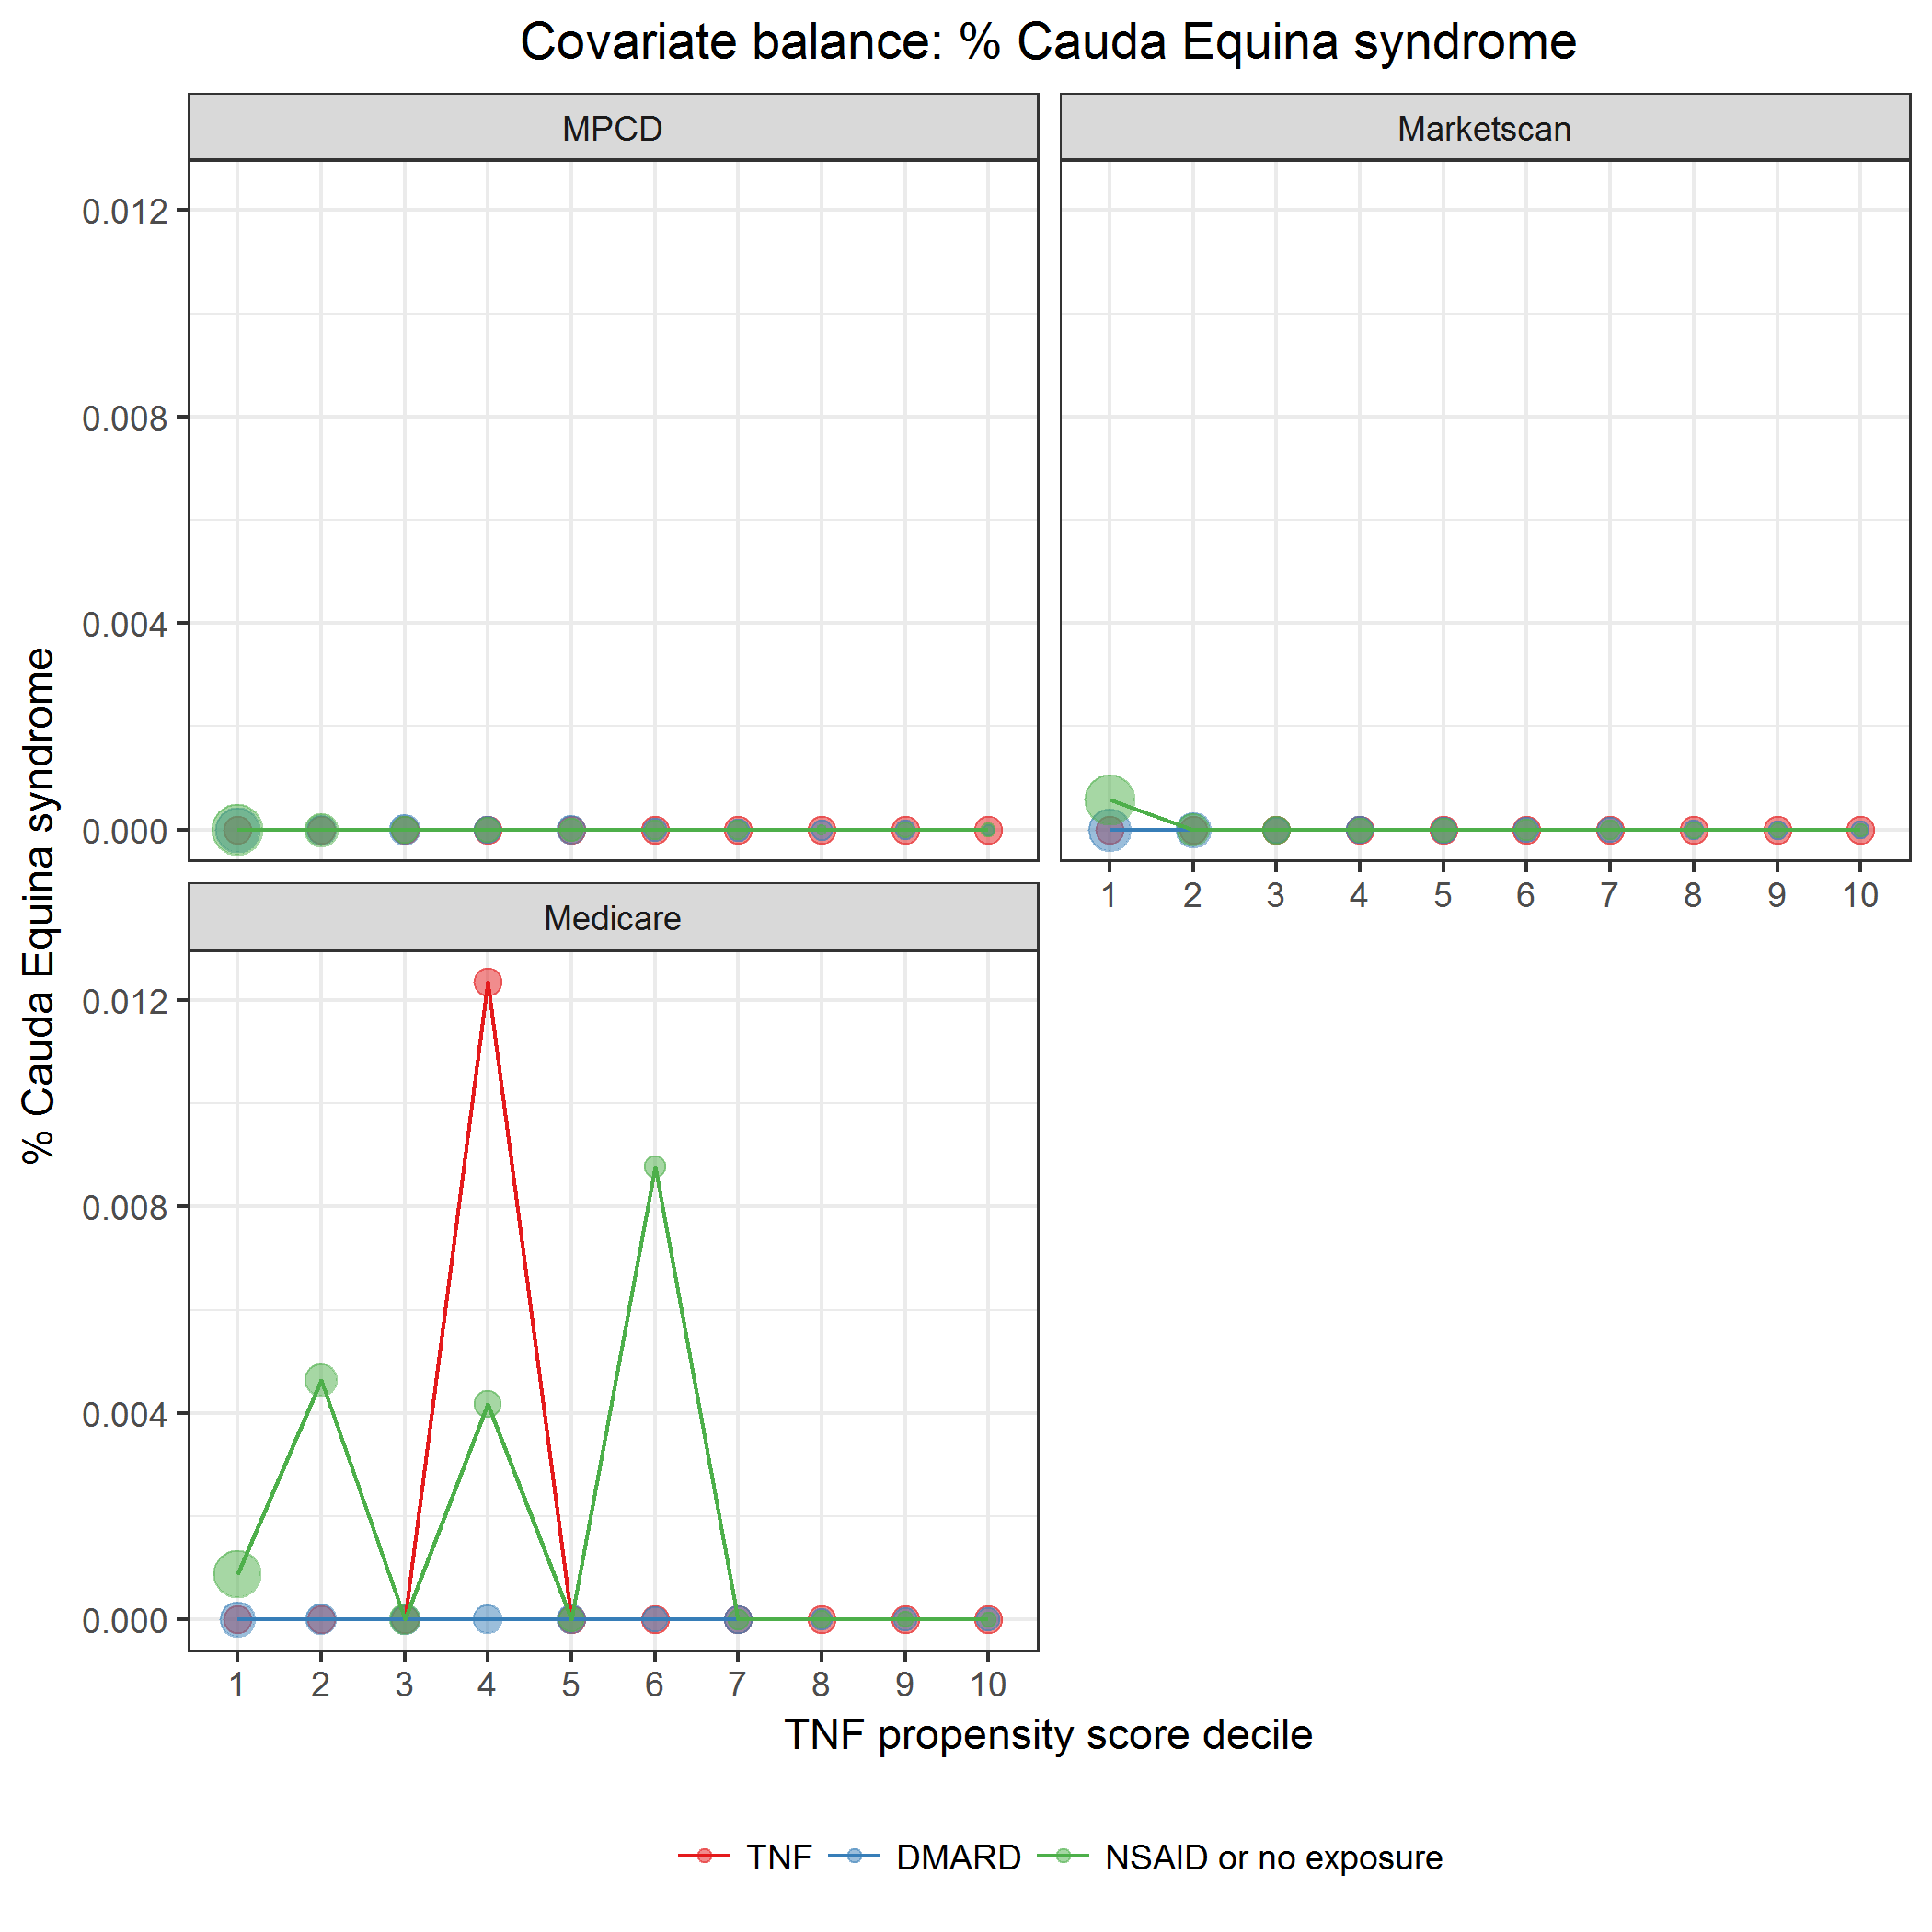 Covariate balance: % Cauda Equina syndrome
MPCD
Marketscan
0.012
0.008
0.004
0.000
1 2 3 4 5 6 7 8 9 10
Medicare
0.012
0.008
0.004
0.000
1 2 3 4 5 6 7 8 9 10
% Cauda Equina syndrome
TNF propensity score decile
TNF DMARD NSAID or no exposure